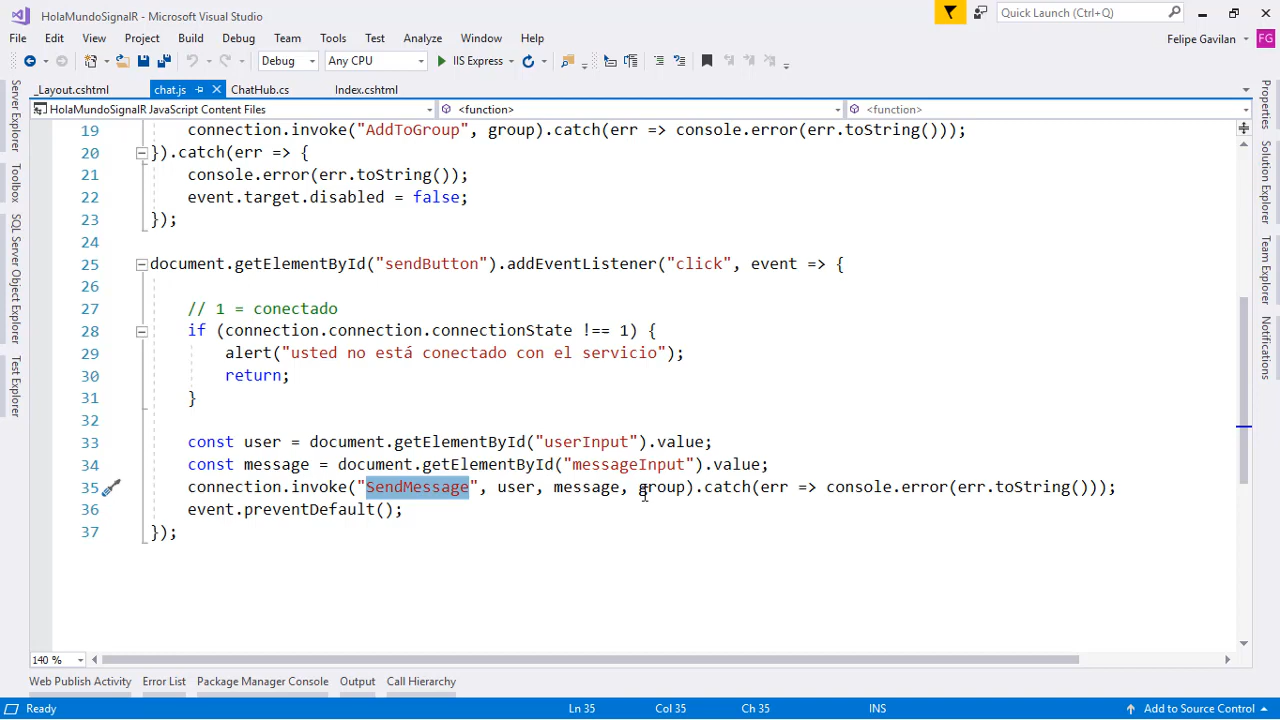 HolaMundoSignalR - Microsoft Visual Studio
Quick Launch (Ctrl+Q)
File Edit View Project Build Debug Team Tools Test Analyze Window Help
Felipe Gavilan FG
Debug Any CPU IIS Express
_Layout.cshtml chat.js ChatHub.cs Index.cshtml
HolaMundoSignalR JavaScript Content Files <function> <function>
Server Explorer
Toolbox
SQL Server Object Explorer
Test Explorer
19 connection.invoke("AddToGroup", group).catch(err => console.error(err.toString()));
20 }).catch(err => {
21 console.error(err.toString());
22 event.target.disabled = false;
23 });
24
25 document.getElementById("sendButton").addEventListener("click", event => {
26
27 // 1 = conectado
28 if (connection.connection.connectionState !== 1) {
29 alert("usted no está conectado con el servicio");
30 return;
31 }
32
33 const user = document.getElementById("userInput").value;
34 const message = document.getElementById("messageInput").value;
35 connection.invoke("SendMessage", user, message, group).catch(err => console.error(err.toString()));
36 event.preventDefault();
37 });
Properties
Solution Explorer
Team Explorer
Notifications
140 %
Web Publish Activity Error List Package Manager Console Output Call Hierarchy
Ready Ln 35 Col 35 Ch 35 INS Add to Source Control